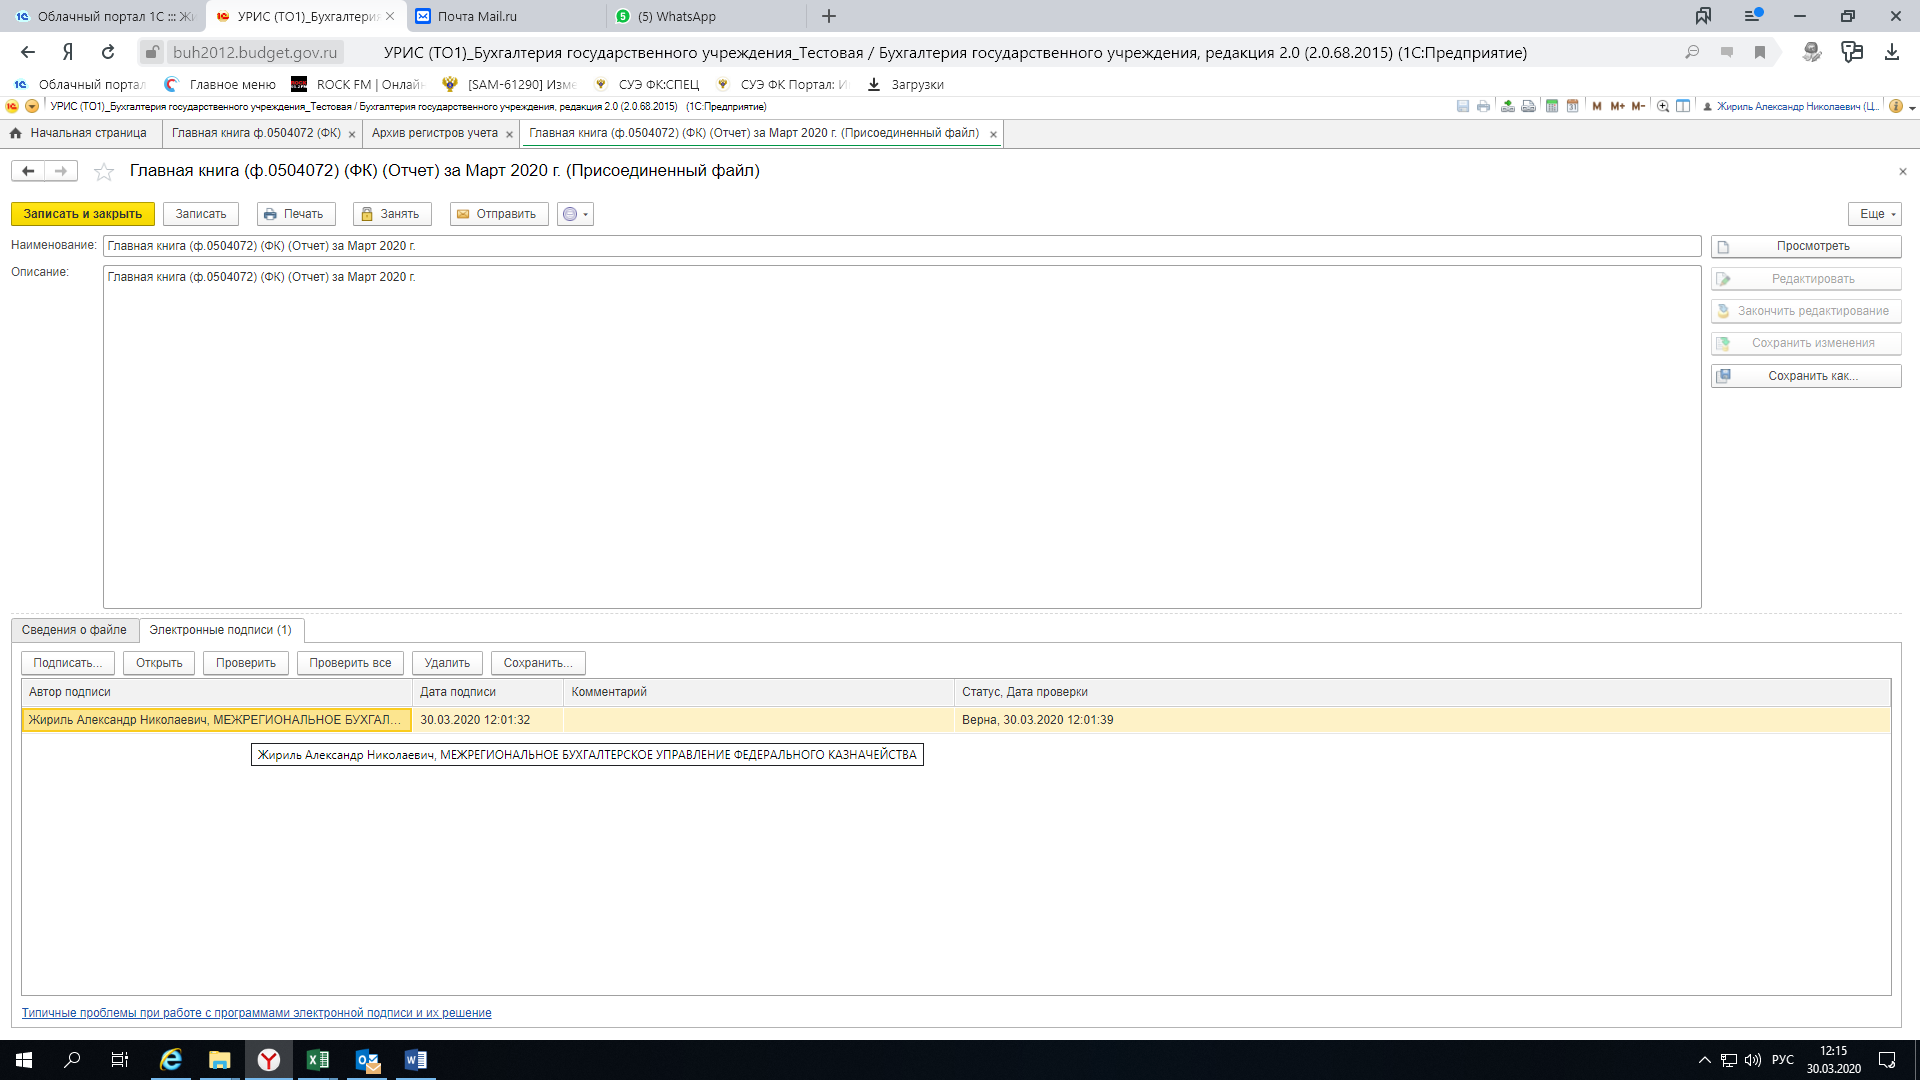 Облачный портал 1С ::: Жи
УРИС (ТО1)_Бухгалтерия
Почта Mail.ru
(5) WhatsApp
buh2012.budget.gov.ru
УРИС (ТО1)_Бухгалтерия государственного учреждения_Тестовая / Бухгалтерия государственного учреждения, редакция 2.0 (2.0.68.2015) (1С:Предприятие)
Облачный портал
Главное меню
ROCK FM | Онлайн
[SAM-61290] Изме
СУЭ ФК:СПЕЦ
СУЭ ФК Портал: И
Загрузки
УРИС (ТО1)_Бухгалтерия государственного учреждения_Тестовая / Бухгалтерия государственного учреждения, редакция 2.0 (2.0.68.2015) (1С:Предприятие)
M M+ M-
Жириль Александр Николаевич (Ц...
Начальная страница
Главная книга ф.0504072 (ФК)
Архив регистров учета
Главная книга (ф.0504072) (ФК) (Отчет) за Март 2020 г. (Присоединенный файл)
Главная книга (ф.0504072) (ФК) (Отчет) за Март 2020 г. (Присоединенный файл)
Записать и закрыть
Записать
Печать
Занять
Отправить
Еще
Наименование:
Главная книга (ф.0504072) (ФК) (Отчет) за Март 2020 г.
Просмотреть
Описание:
Главная книга (ф.0504072) (ФК) (Отчет) за Март 2020 г.
Редактировать
Закончить редактирование
Сохранить изменения
Сохранить как...
Сведения о файле
Электронные подписи (1)
Подписать...
Открыть
Проверить
Проверить все
Удалить
Сохранить...
Автор подписи
Дата подписи
Комментарий
Статус, Дата проверки
Жириль Александр Николаевич, МЕЖРЕГИОНАЛЬНОЕ БУХГАЛ...
30.03.2020 12:01:32
Верна, 30.03.2020 12:01:39
Жириль Александр Николаевич, МЕЖРЕГИОНАЛЬНОЕ БУХГАЛТЕРСКОЕ УПРАВЛЕНИЕ ФЕДЕРАЛЬНОГО КАЗНАЧЕЙСТВА
Типичные проблемы при работе с программами электронной подписи и их решение
РУС
12:15
30.03.2020